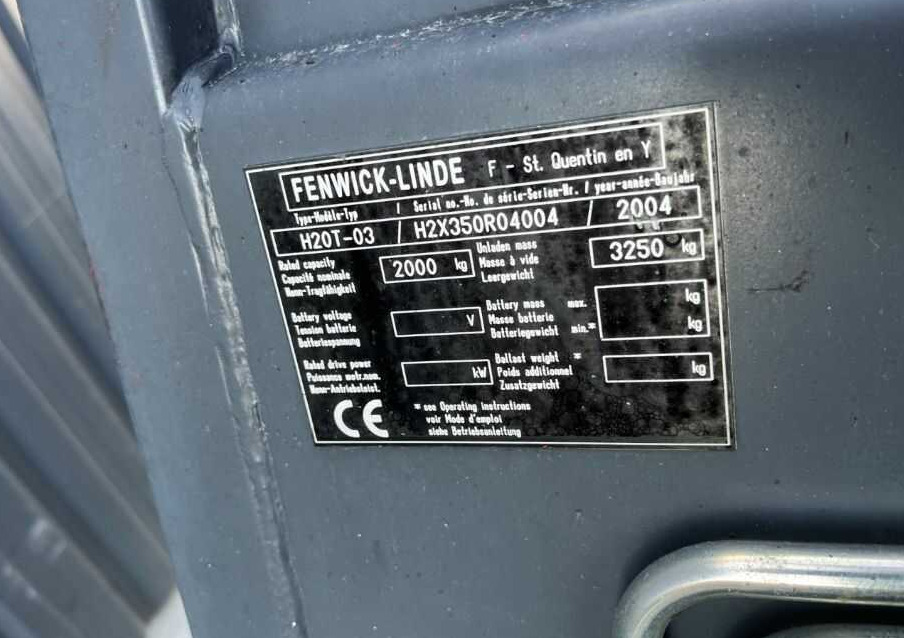 FENWICK-LINDE F - St. Quentin en Y
Type-Modèle-Typ / Serial no.-No. de série-Serien-Nr. / year-année-Baujahr
H20T-03 / H2X350R04004 / 2004
Rated capacity
Capacité nominale
Nenn-Tragfähigkeit
2000 kg
Unladen mass
Masse à vide
Leergewicht
3250 kg
Battery voltage
Tension batterie
Batteriespannung
V
Battery mass max.
Masse batterie
Batteriegewicht min.*
kg
kg
Rated drive power
Puissance motr.nom.
Nenn-Antriebsleist.
kW
Ballast weight *
Poids additionnel
Zusatzgewicht
kg
CE
* see Operating instructions
voir Mode d'emploi
siehe Betriebsanleitung